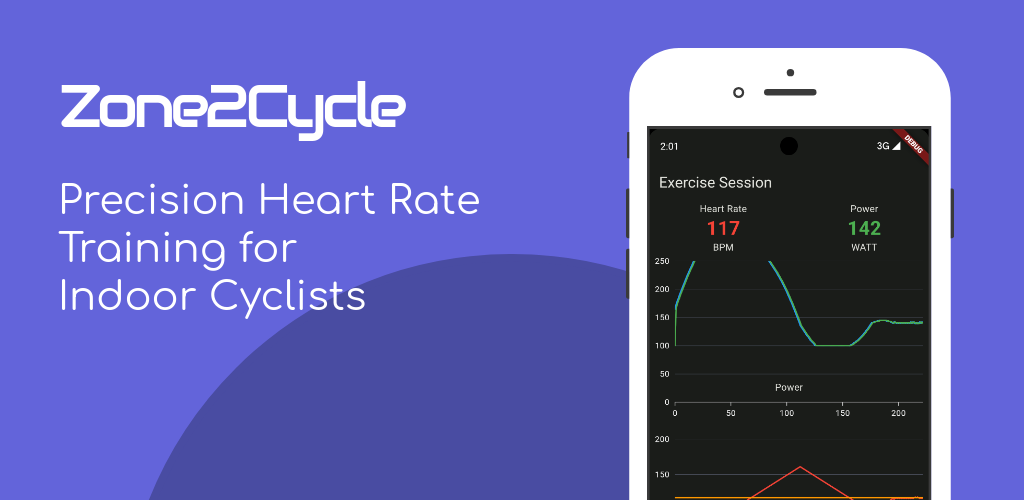 Zone2Cycle
Precision Heart Rate
Training for
Indoor Cyclists
2:01
3G
DEBUG
Exercise Session
Heart Rate
Power
117
142
BPM
WATT
250
200
150
100
50
0
Power
0 50 100 150 200
200
150